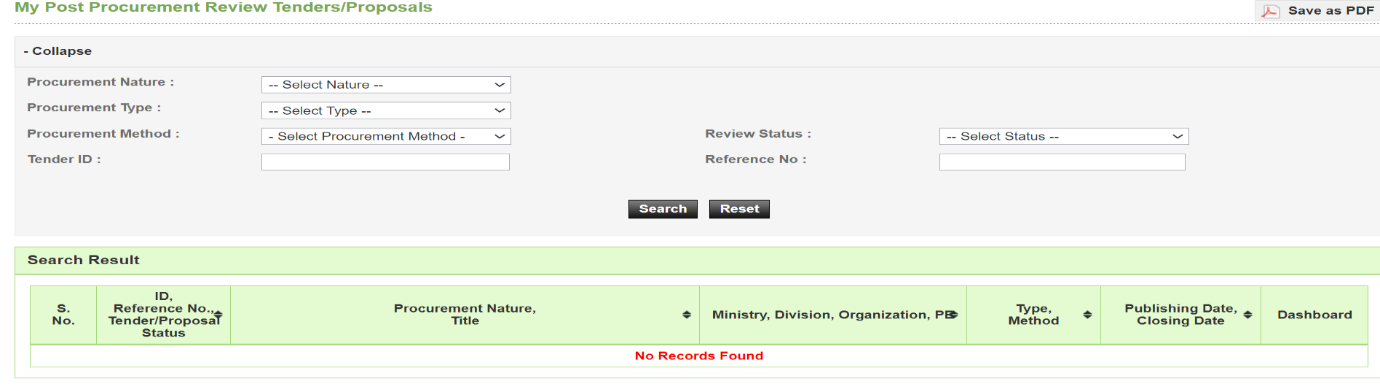 My Post Procurement Review Tenders/Proposals
Save as PDF
- Collapse
Procurement Nature :
-- Select Nature --
Procurement Type :
-- Select Type --
Procurement Method :
- Select Procurement Method -
Review Status :
-- Select Status --
Tender ID :
Reference No :
Search
Reset
Search Result
S.
No.
ID,
Reference No.,
Tender/Proposal
Status
Procurement Nature,
Title
Ministry, Division, Organization, PE
Type,
Method
Publishing Date,
Closing Date
Dashboard
No Records Found